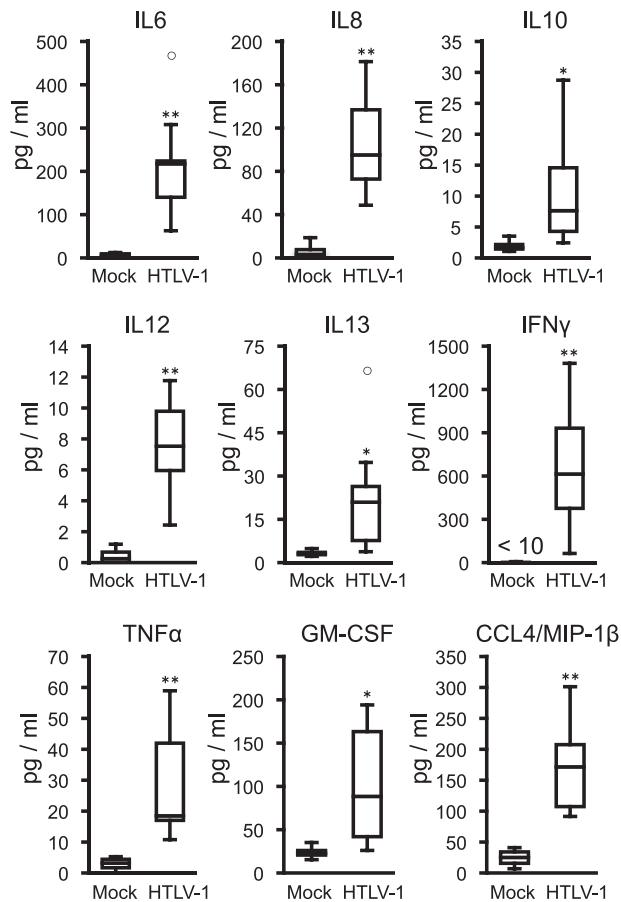 IL6 IL8 IL10
500 200 35
400 160 30
300 120 25
200 80 20
100 40 15
0 0 10
5
0
pg / ml pg / ml pg / ml
** ** *
Mock HTLV-1 Mock HTLV-1 Mock HTLV-1
IL12 IL13 IFNγ
14 75 1500
12 60 1200
10 45 900
8 30 600
6 15 300
4 0 0
2
0
pg / ml pg / ml pg / ml
** * **
< 10
Mock HTLV-1 Mock HTLV-1 Mock HTLV-1
TNFα GM-CSF CCL4/MIP-1β
70 250 350
60 200 300
50 150 250
40 100 200
30 50 150
20 0 100
10 50
0 0
pg / ml pg / ml pg / ml
** * **
Mock HTLV-1 Mock HTLV-1 Mock HTLV-1